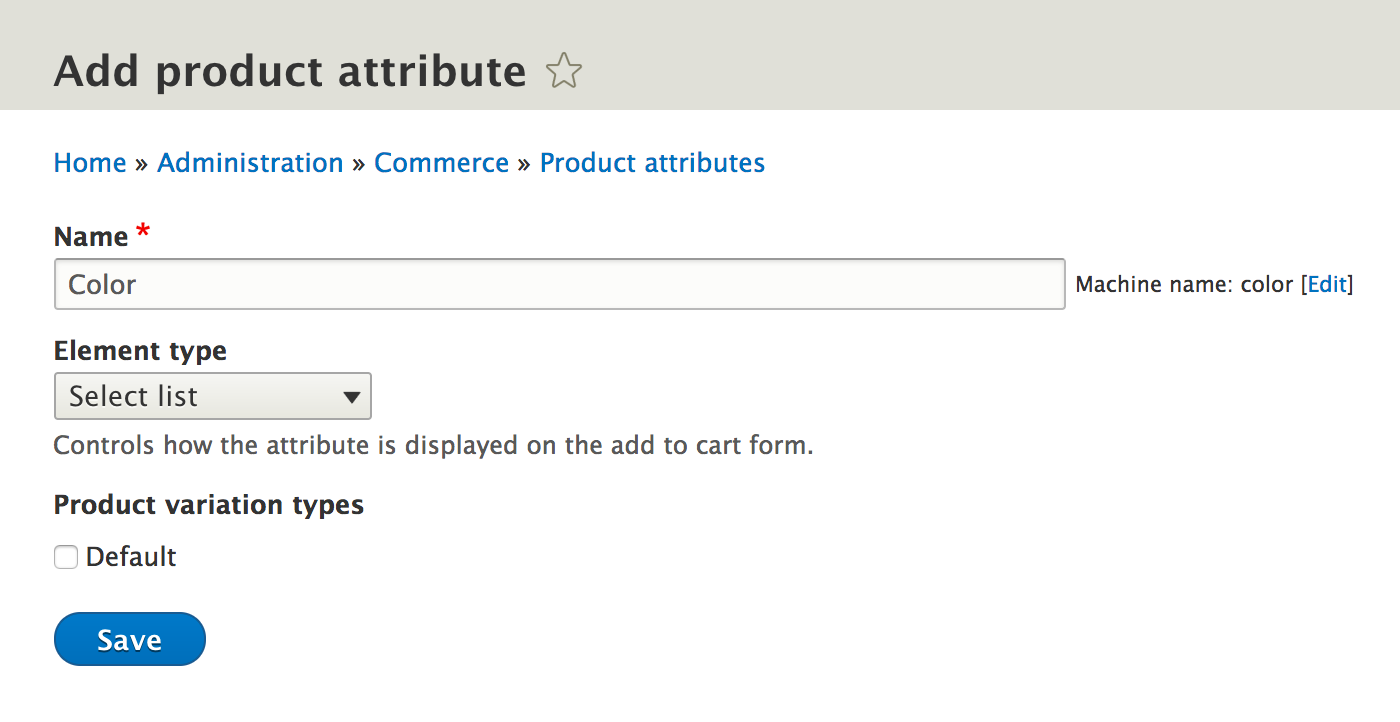 Add product attribute
Home » Administration » Commerce » Product attributes
Name *
Color
Machine name: color [Edit]
Element type
Select list
Controls how the attribute is displayed on the add to cart form.
Product variation types
Default
Save